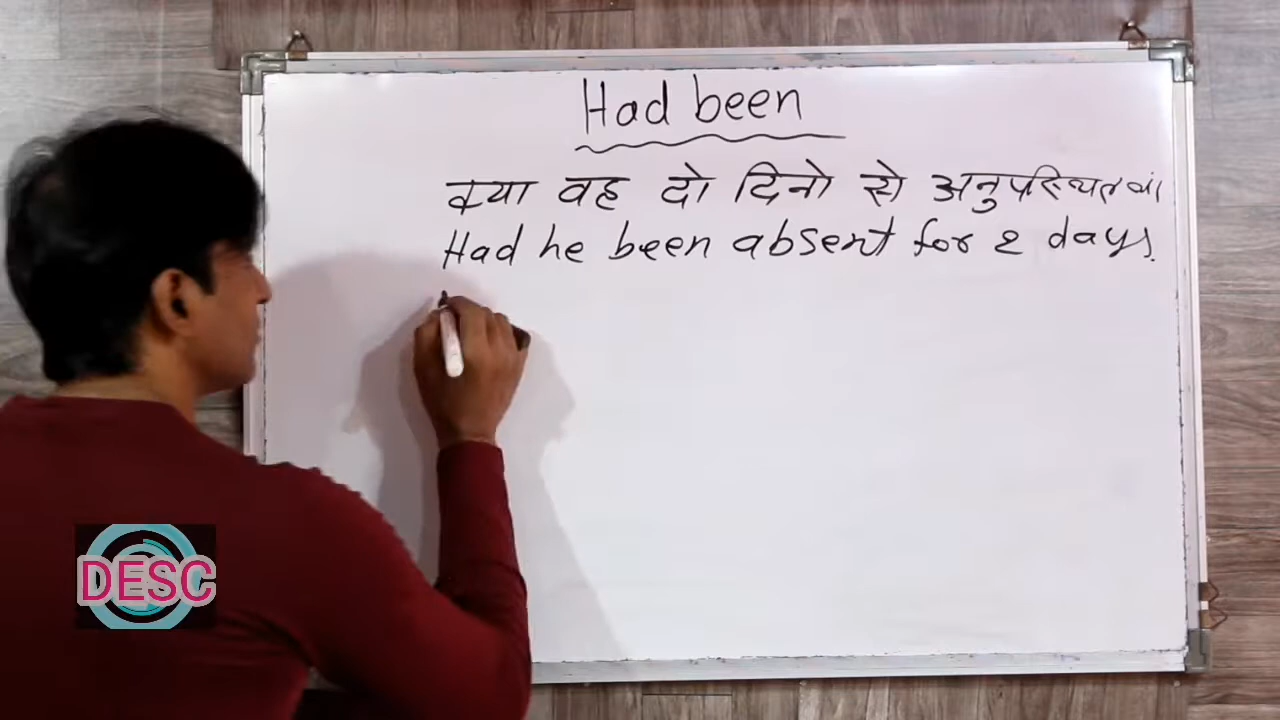 Had been
क्या वह दो दिनो से अनुपस्थित था।
Had he been absent for 2 days.
DESC